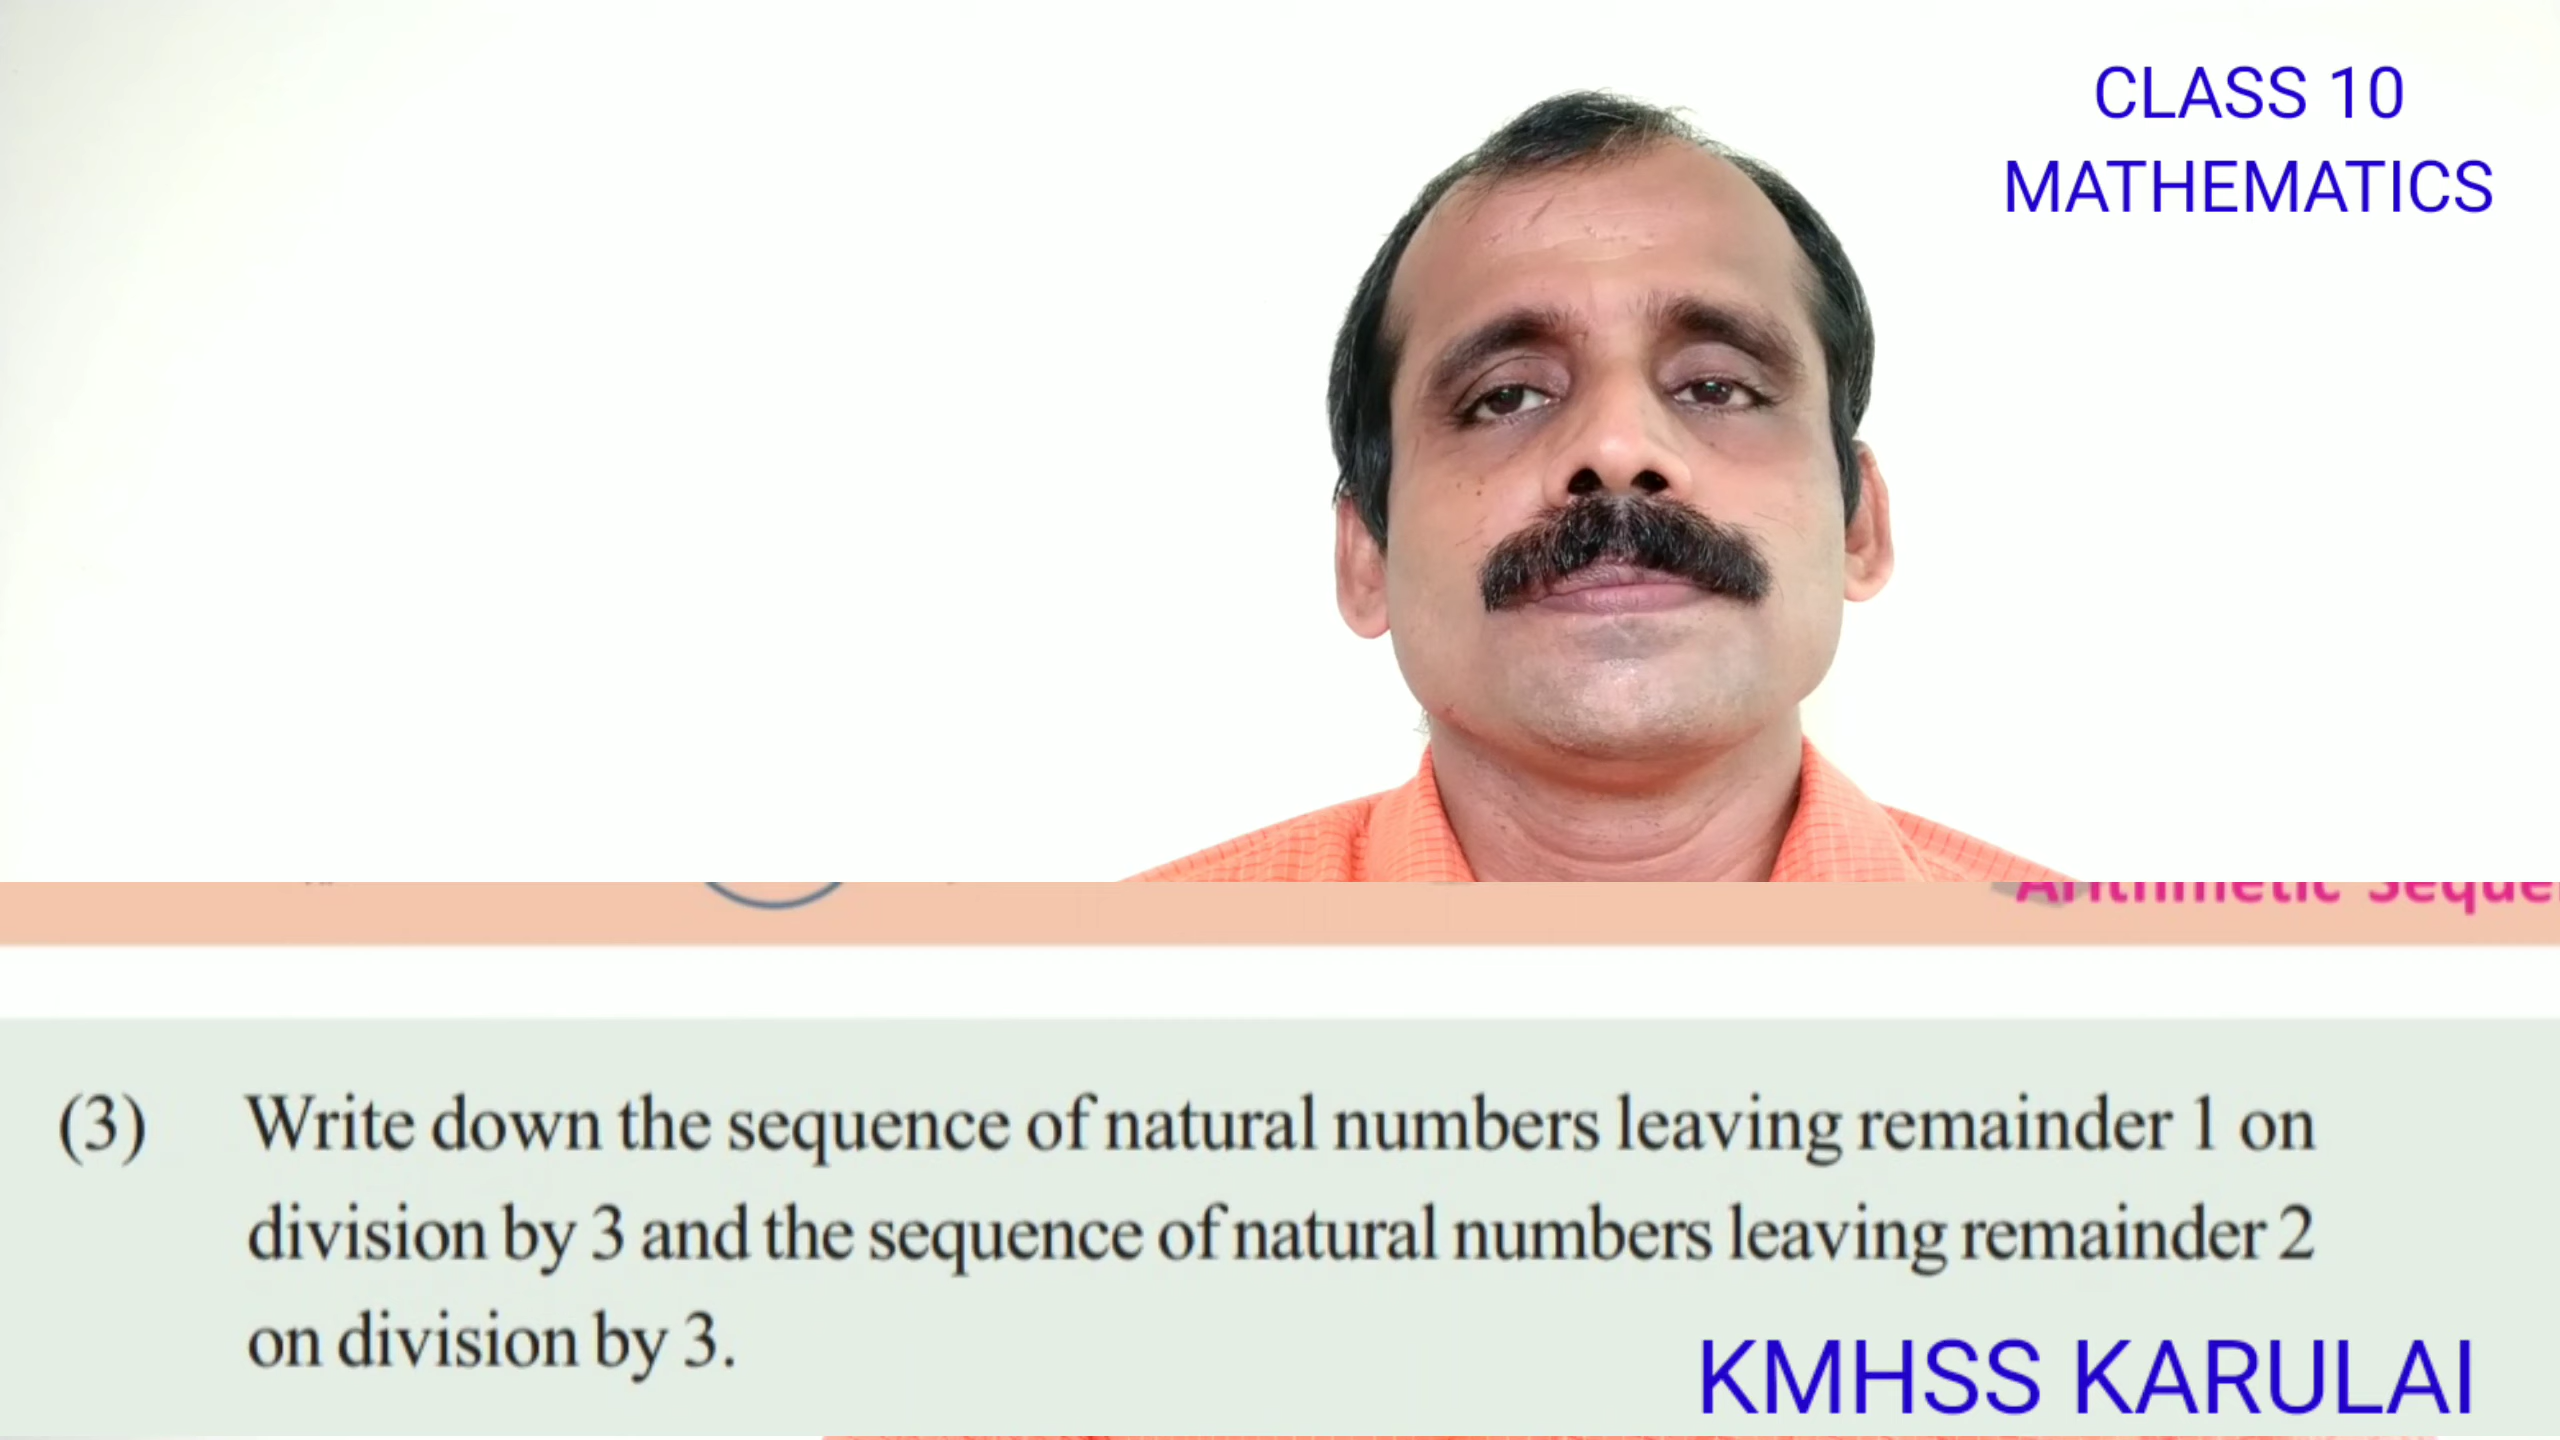 CLASS 10
MATHEMATICS
Arithmetic
(3) Write down the sequence of natural numbers leaving remainder 1 on
division by 3 and the sequence of natural numbers leaving remainder 2
on division by 3.
KMHSS KARULAI